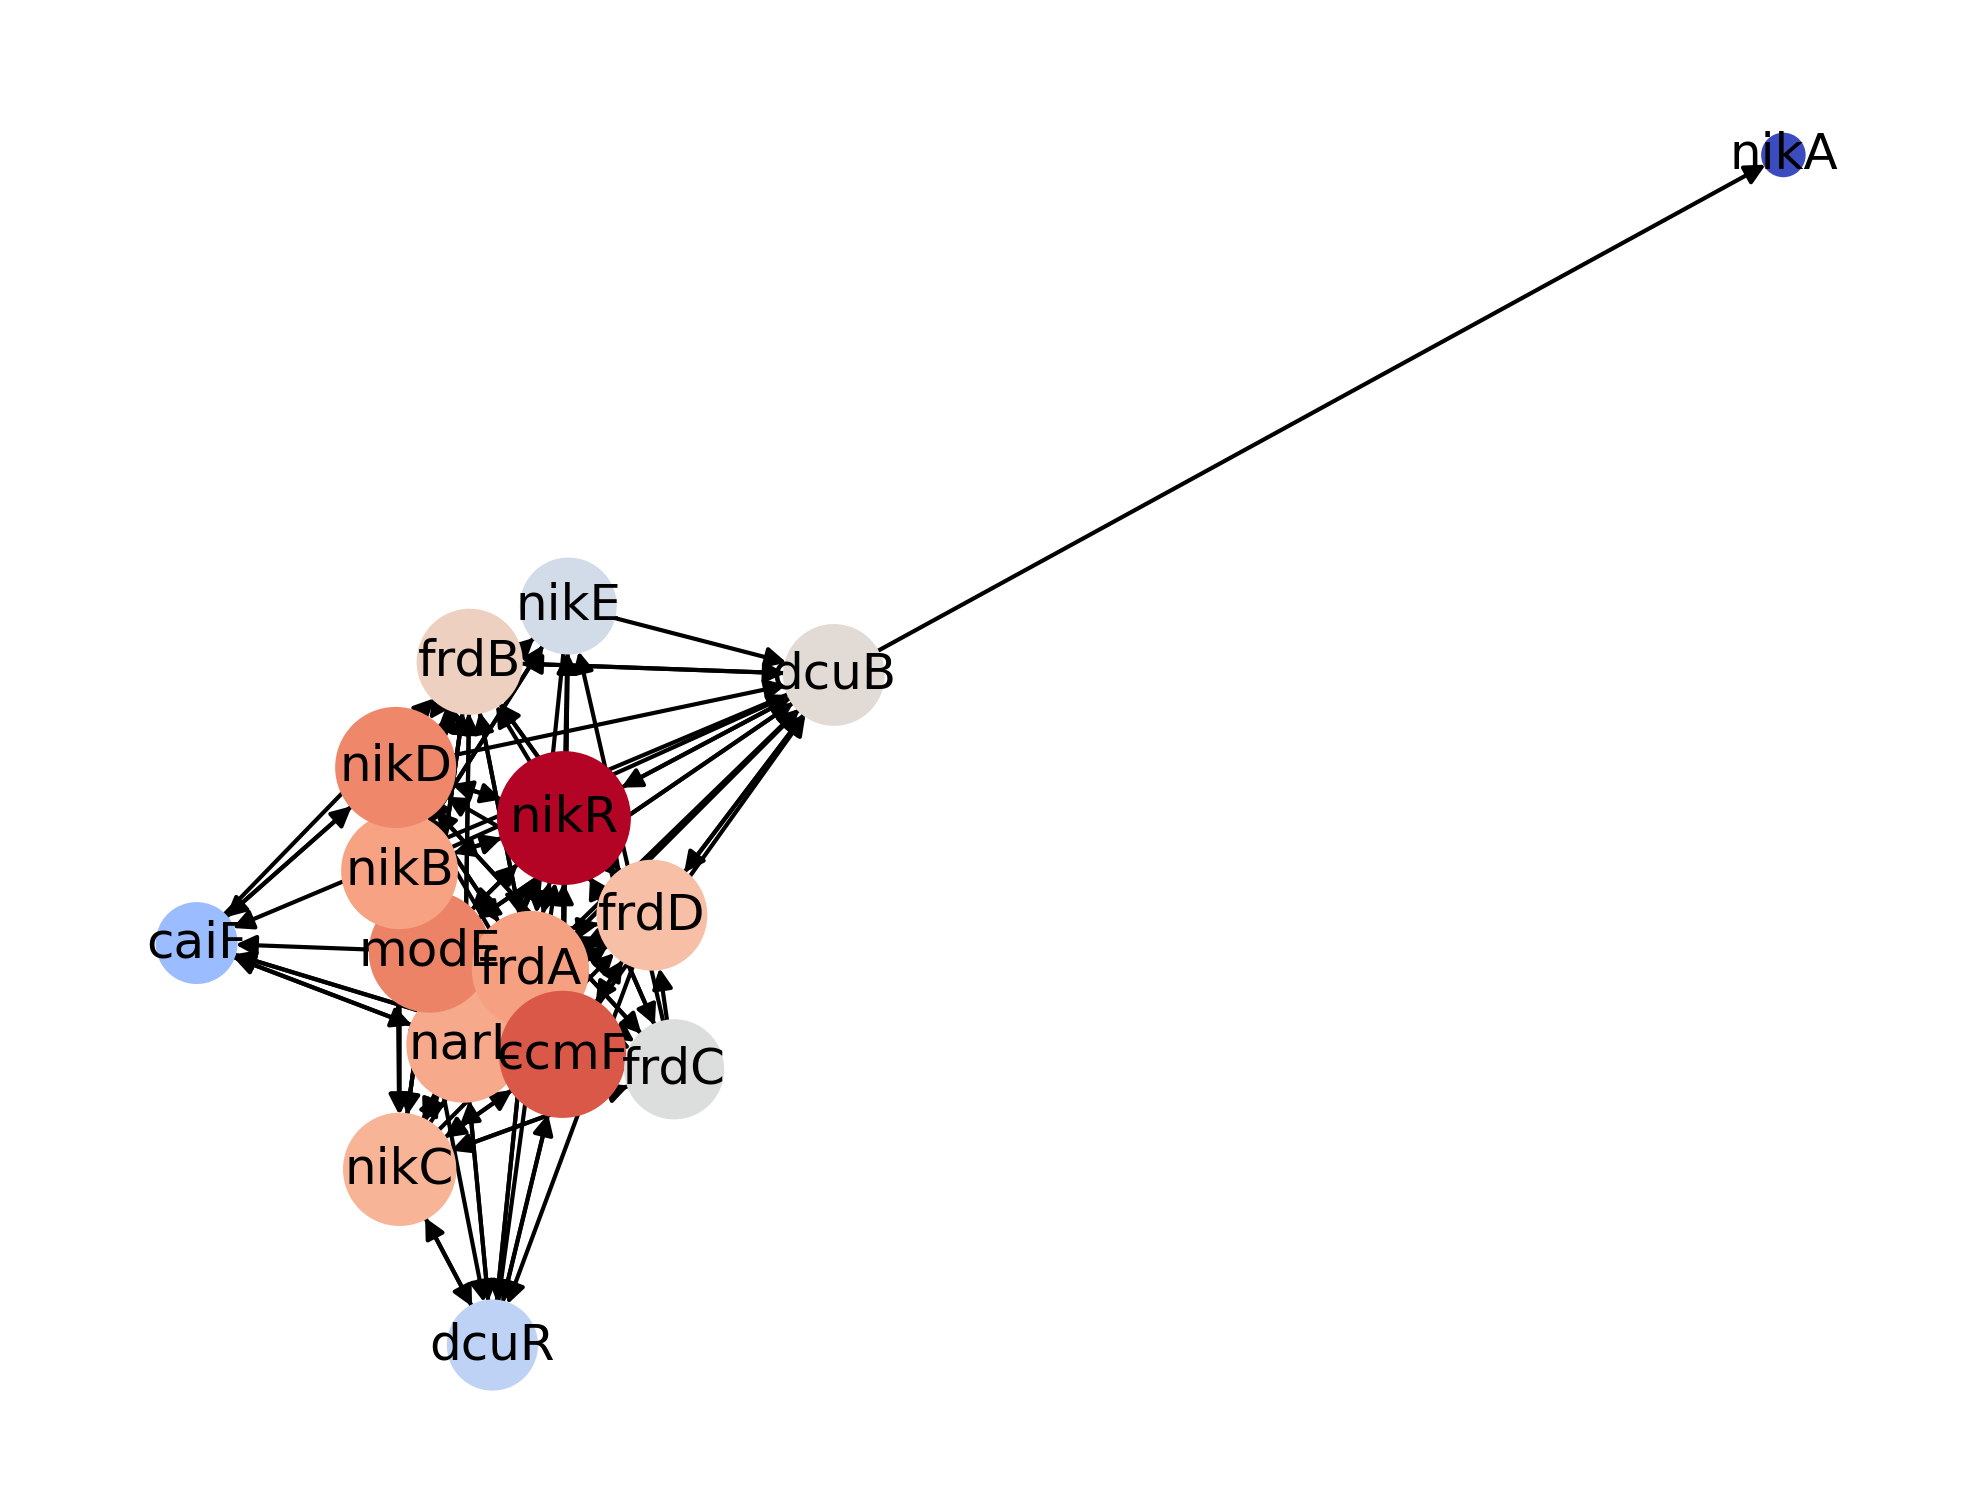 nikA
nikE
frdB
dcuB
nikD
nikR
nikB
frdD
caiF
modE
frdA
narL
ccmF
frdC
nikC
dcuR